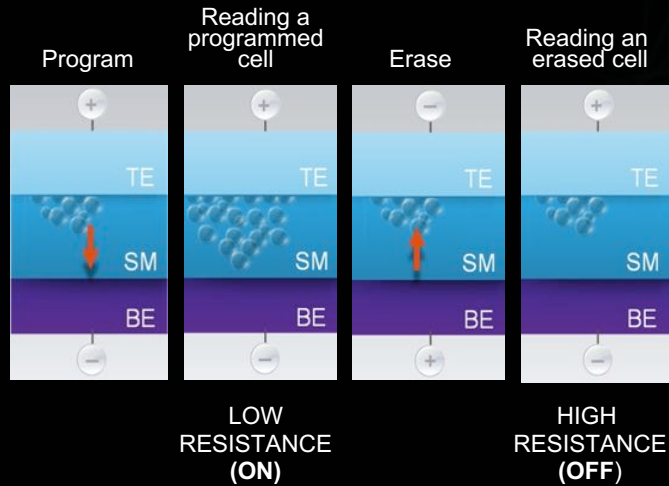 Program
Reading a
programmed
cell
Erase
Reading an
erased cell
+
+
−
+
TE
TE
TE
TE
SM
SM
SM
SM
BE
BE
BE
BE
−
−
+
−
LOW
RESISTANCE
(ON)
HIGH
RESISTANCE
(OFF)